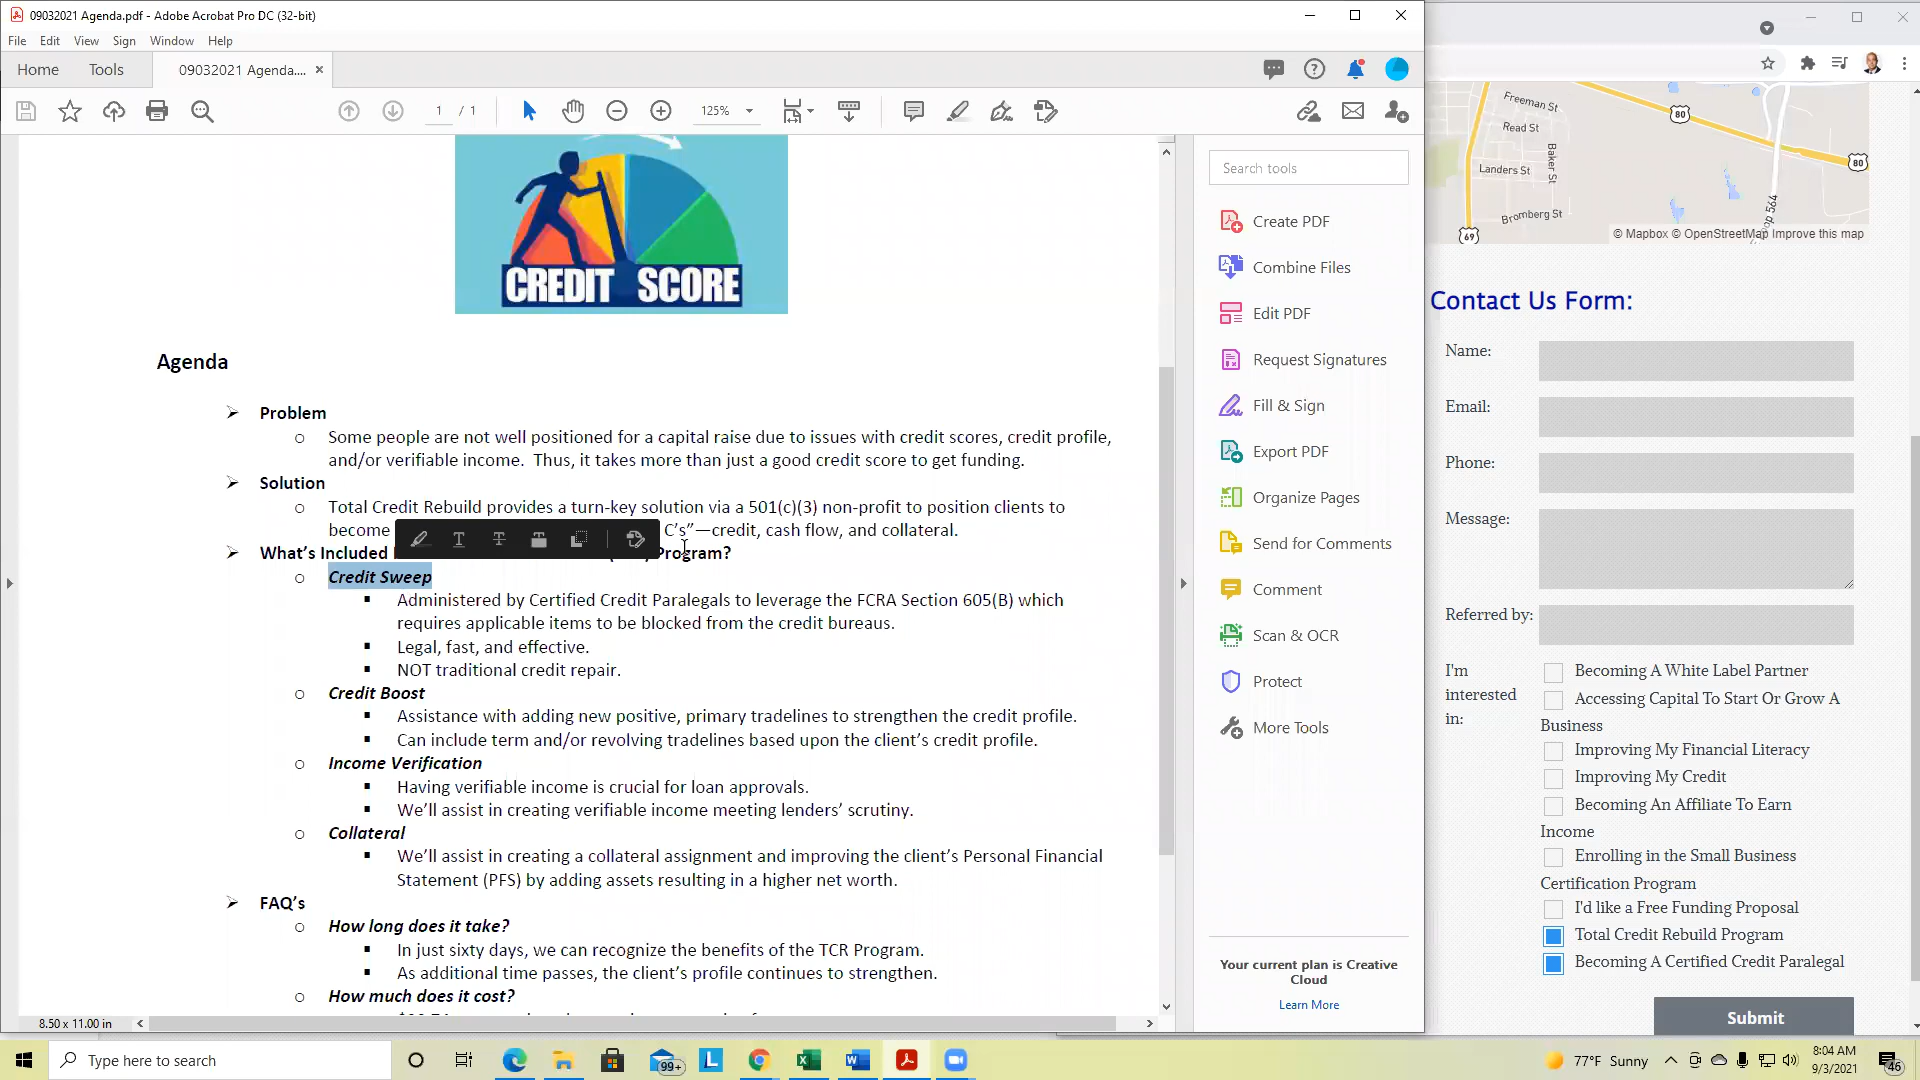 09032021 Agenda.pdf - Adobe Acrobat Pro DC (32-bit)
File Edit View Sign Window Help
Home Tools 09032021 Agenda....
1 / 1 125%
CREDIT SCORE
Agenda
Problem
Some people are not well positioned for a capital raise due to issues with credit scores, credit profile,
and/or verifiable income. Thus, it takes more than just a good credit score to get funding.
Solution
Total Credit Rebuild provides a turn-key solution via a 501(c)(3) non-profit to position clients to
become C's”—credit, cash flow, and collateral.
What's Included Program?
Credit Sweep
Administered by Certified Credit Paralegals to leverage the FCRA Section 605(B) which
requires applicable items to be blocked from the credit bureaus.
Legal, fast, and effective.
NOT traditional credit repair.
Credit Boost
Assistance with adding new positive, primary tradelines to strengthen the credit profile.
Can include term and/or revolving tradelines based upon the client's credit profile.
Income Verification
Having verifiable income is crucial for loan approvals.
We'll assist in creating verifiable income meeting lenders' scrutiny.
Collateral
We'll assist in creating a collateral assignment and improving the client's Personal Financial
Statement (PFS) by adding assets resulting in a higher net worth.
FAQ's
How long does it take?
In just sixty days, we can recognize the benefits of the TCR Program.
As additional time passes, the client's profile continues to strengthen.
How much does it cost?
8.50 x 11.00 in
Search tools
Create PDF
Combine Files
Edit PDF
Request Signatures
Fill & Sign
Export PDF
Organize Pages
Send for Comments
Comment
Scan & OCR
Protect
More Tools
Your current plan is Creative
Cloud
Learn More
Freeman St
Read St
Baker St
Landers St
Bromberg St
80
80
69
Loop 564
© Mapbox © OpenStreetMap Improve this map
Contact Us Form:
Name:
Email:
Phone:
Message:
Referred by:
I'm
interested
in:
Becoming A White Label Partner
Accessing Capital To Start Or Grow A
Business
Improving My Financial Literacy
Improving My Credit
Becoming An Affiliate To Earn
Income
Enrolling in the Small Business
Certification Program
I'd like a Free Funding Proposal
Total Credit Rebuild Program
Becoming A Certified Credit Paralegal
Submit
Type here to search
99+
77°F Sunny
8:04 AM
9/3/2021
46